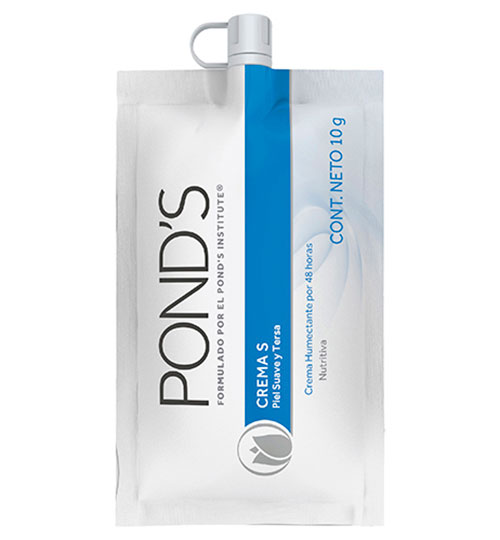 POND'S
FORMULADO POR EL POND'S INSTITUTE®
CREMA S
Piel Suave y Tersa
Crema Humectante por 48 horas
Nutritiva
CONT. NETO 10 g